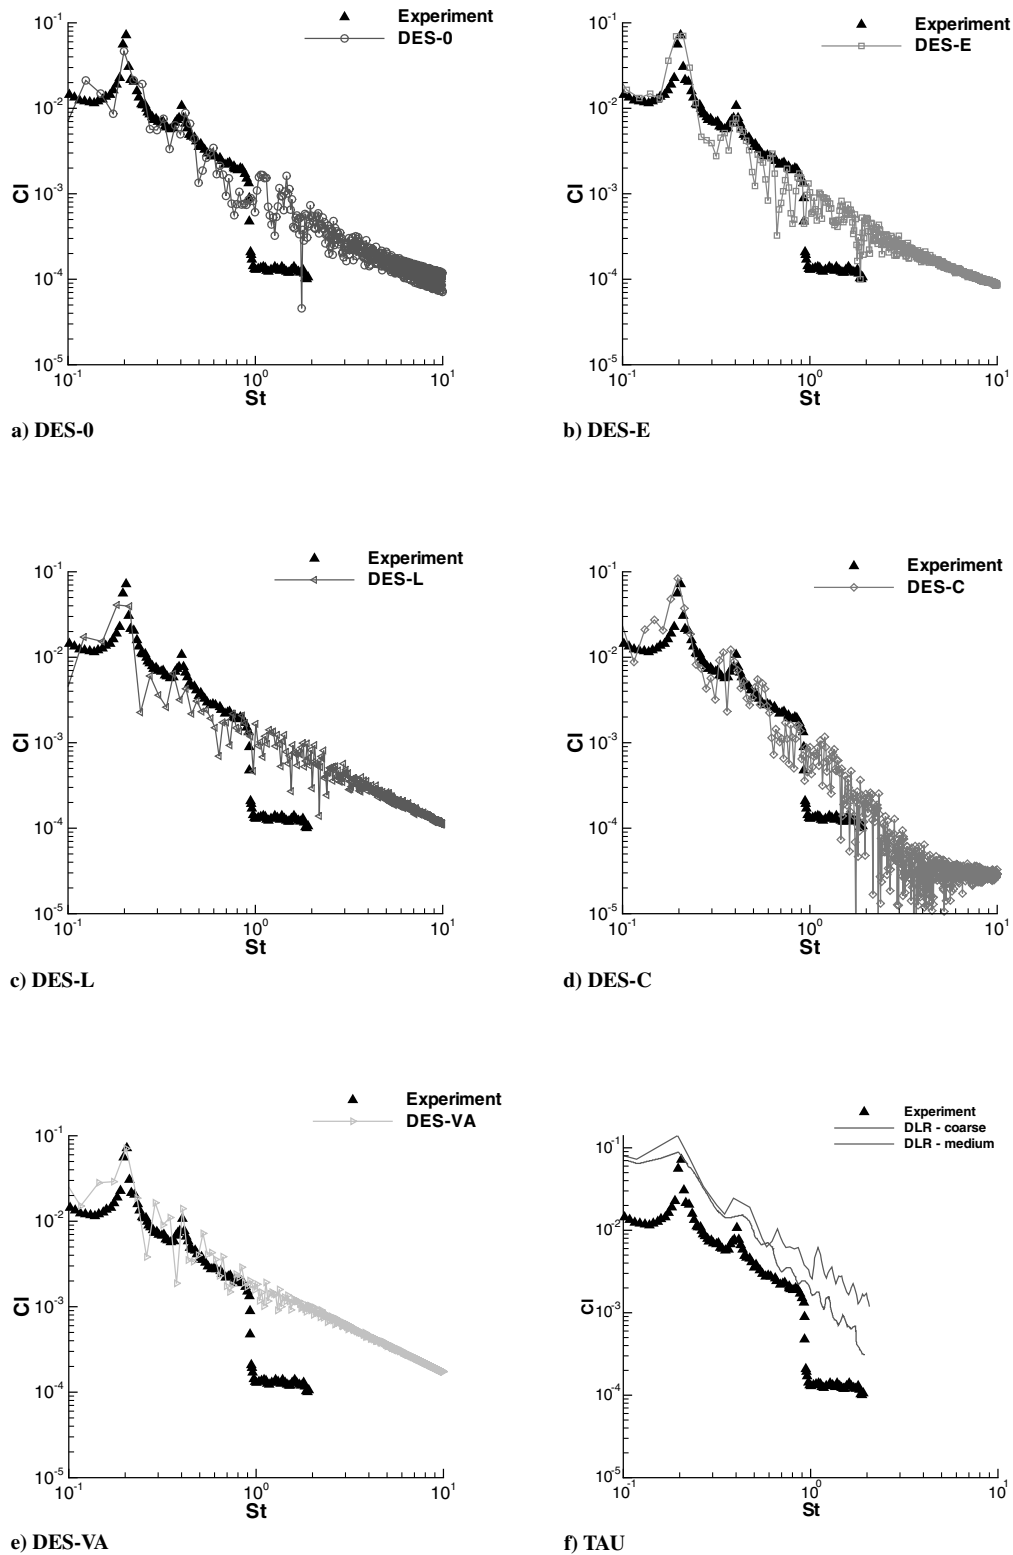 Experiment
DES-0
10^-1
10^-2
10^-3
10^-4
10^-5
Cl
10^-1
10^0
10^1
St
a) DES-0
Experiment
DES-E
10^-1
10^-2
10^-3
10^-4
10^-5
Cl
10^-1
10^0
10^1
St
b) DES-E
Experiment
DES-L
10^-1
10^-2
10^-3
10^-4
10^-5
Cl
10^-1
10^0
10^1
St
c) DES-L
Experiment
DES-C
10^-1
10^-2
10^-3
10^-4
10^-5
Cl
10^-1
10^0
10^1
St
d) DES-C
Experiment
DES-VA
10^-1
10^-2
10^-3
10^-4
10^-5
Cl
10^-1
10^0
10^1
St
e) DES-VA
Experiment
DLR - coarse
DLR - medium
10^-1
10^-2
10^-3
10^-4
10^-5
Cl
10^-1
10^0
10^1
St
f) TAU